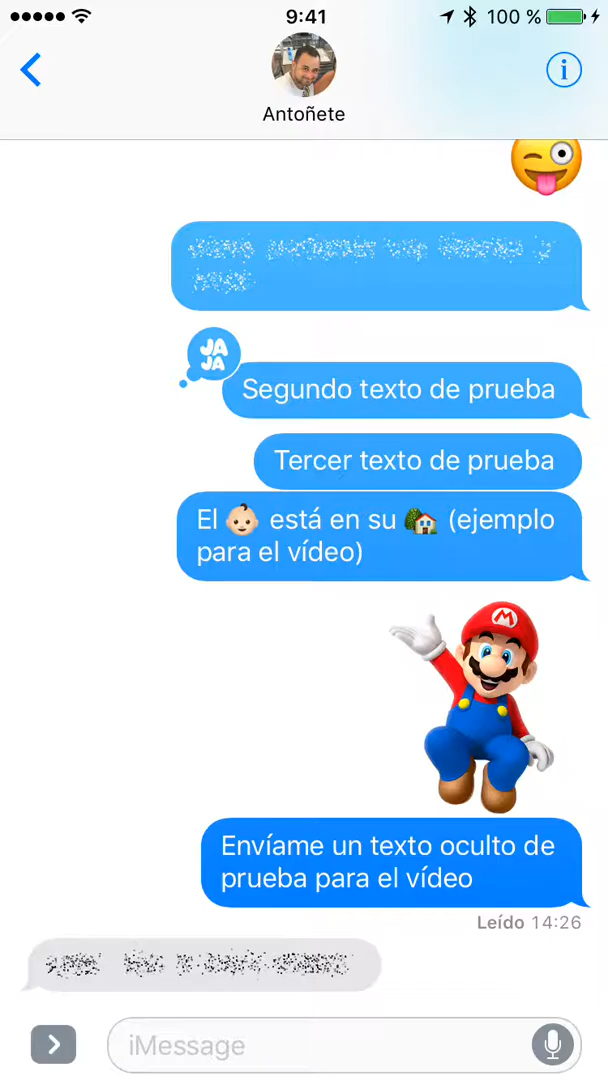 9:41
100 %
Antoñete
JA
JA
Segundo texto de prueba
Tercer texto de prueba
El 👶🏻 está en su 🏡 (ejemplo
para el vídeo)
M
Envíame un texto oculto de
prueba para el vídeo
Leído 14:26
iMessage